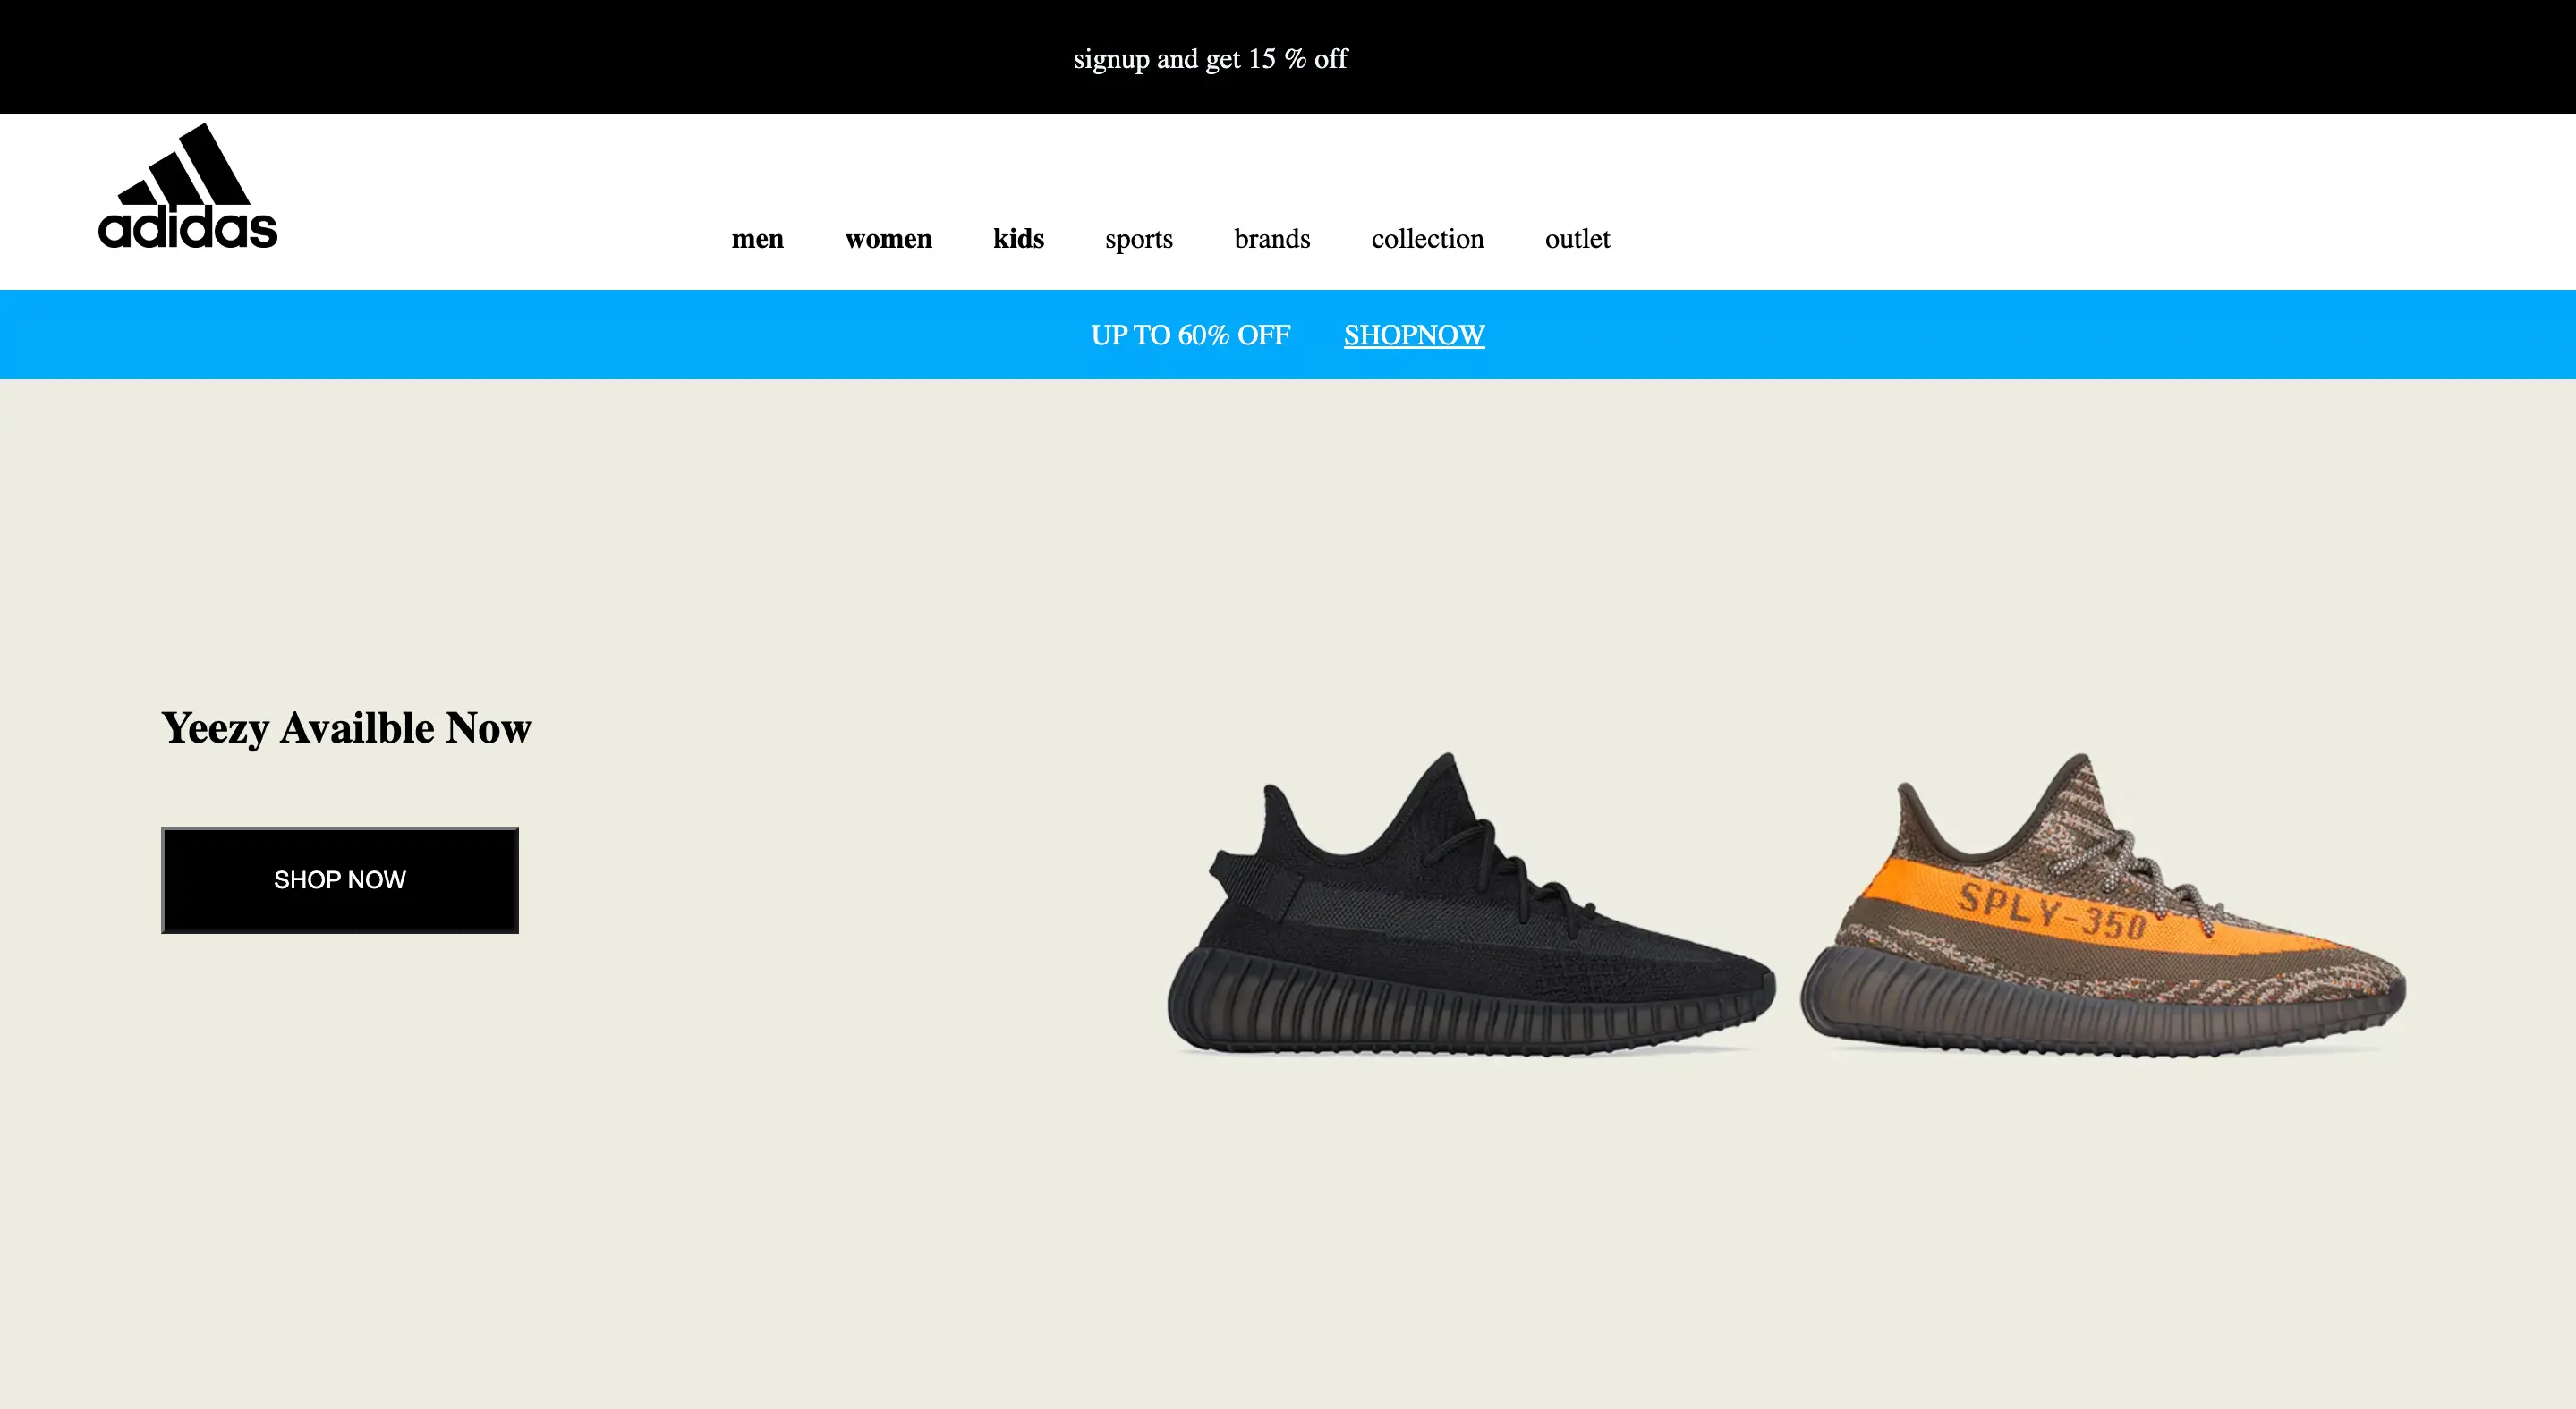 signup and get 15 % off
adidas
men women kids sports brands collection outlet
UP TO 60% OFF SHOPNOW
Yeezy Availble Now
SHOP NOW
SPLY-350